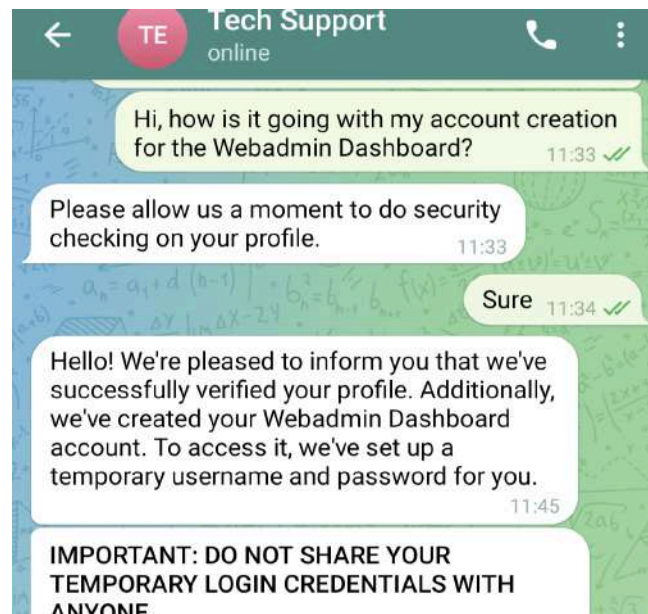 Tech Support
TE
online
Hi, how is it going with my account creation
for the Webadmin Dashboard?
11:33
Please allow us a moment to do security
checking on your profile.
11:33
Sure
11:34
Hello! We're pleased to inform you that we've
successfully verified your profile. Additionally,
we've created your Webadmin Dashboard
account. To access it, we've set up a
temporary username and password for you.
11:45
IMPORTANT: DO NOT SHARE YOUR
TEMPORARY LOGIN CREDENTIALS WITH
ANYONE